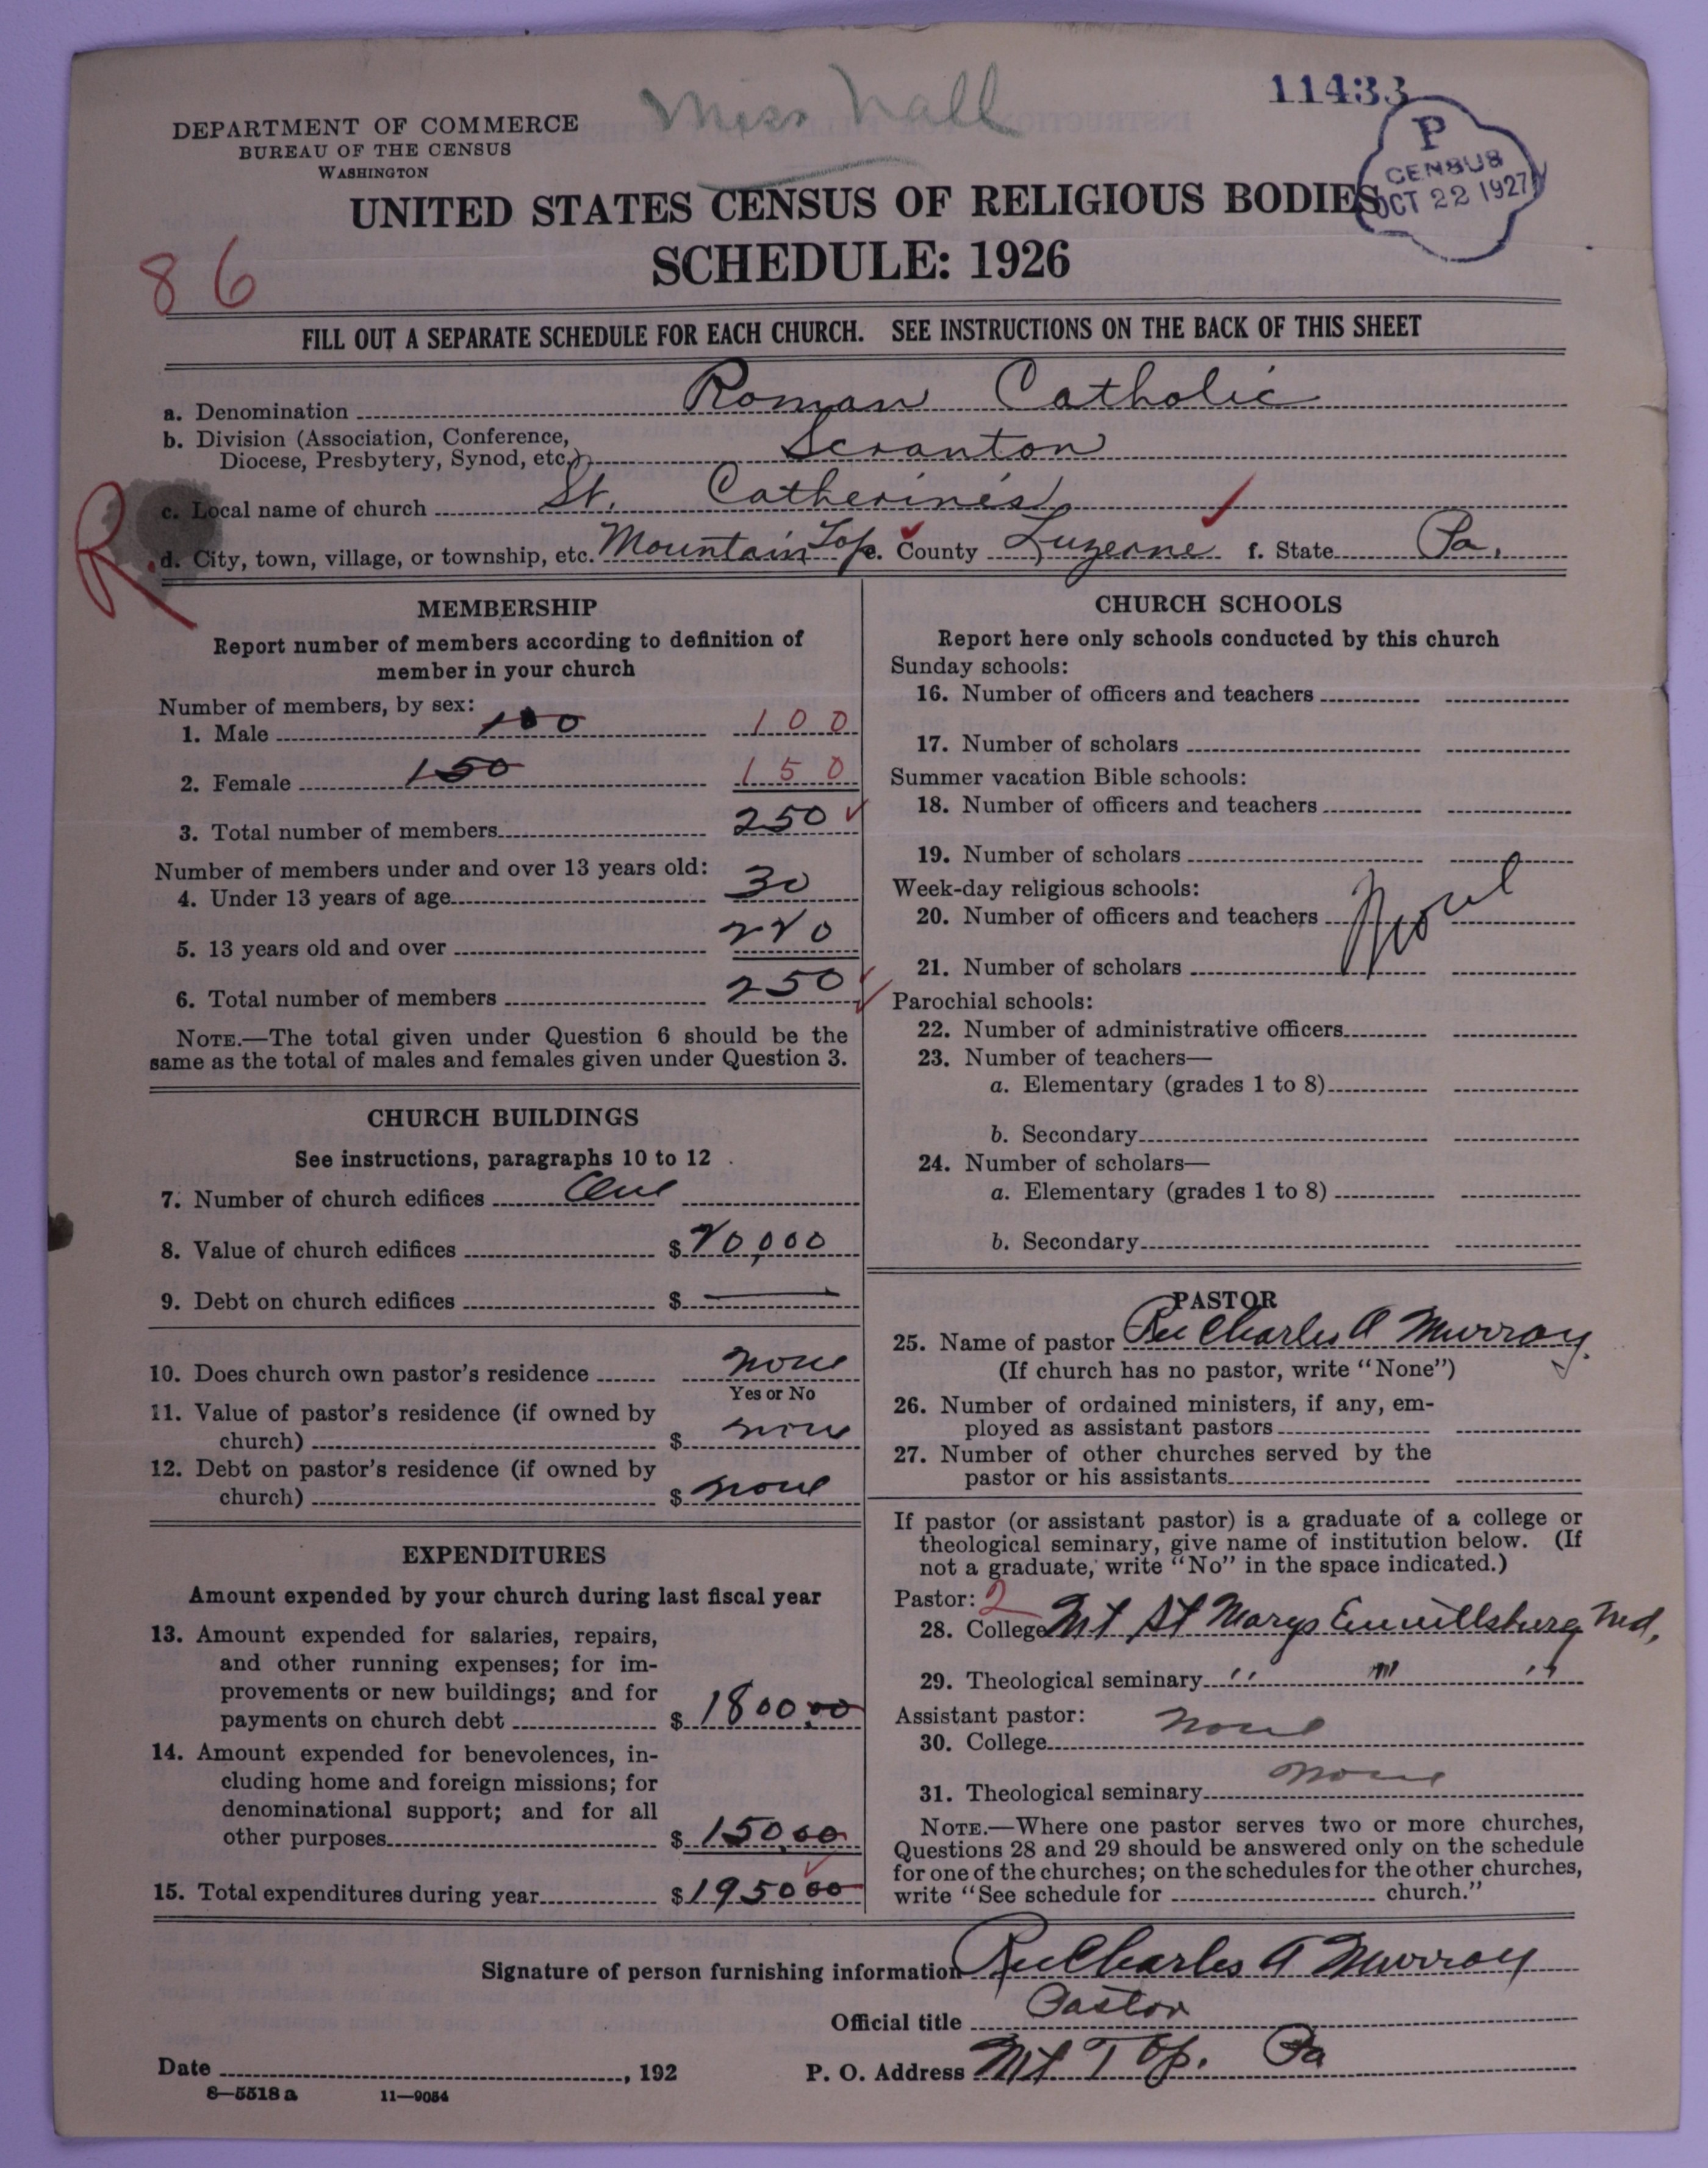 Miss Nall
11433
DEPARTMENT OF COMMERCE
BUREAU OF THE CENSUS
WASHINGTON
P
CENSUS
OCT 22 1927
UNITED STATES CENSUS OF RELIGIOUS BODIES
SCHEDULE: 1926
86
FILL OUT A SEPARATE SCHEDULE FOR EACH CHURCH. SEE INSTRUCTIONS ON THE BACK OF THIS SHEET
a. Denomination Roman Catholic
b. Division (Association, Conference,
Diocese, Presbytery, Synod, etc.) Scranton
R
c. Local name of church St. Catherine's
d. City, town, village, or township, etc. Mountain Top e. County Luzerne f. State Pa.
MEMBERSHIP
Report number of members according to definition of
member in your church
Number of members, by sex:
1. Male 100 100
2. Female 150 150
3. Total number of members 250
Number of members under and over 13 years old:
4. Under 13 years of age 30
5. 13 years old and over 220
6. Total number of members 250
NOTE.—The total given under Question 6 should be the
same as the total of males and females given under Question 3.
CHURCH BUILDINGS
See instructions, paragraphs 10 to 12
7. Number of church edifices One
8. Value of church edifices $ 20,000
9. Debt on church edifices $ —
10. Does church own pastor's residence none
Yes or No
11. Value of pastor's residence (if owned by
church) $ none
12. Debt on pastor's residence (if owned by
church) $ none
EXPENDITURES
Amount expended by your church during last fiscal year
13. Amount expended for salaries, repairs,
and other running expenses; for im-
provements or new buildings; and for
payments on church debt $ 1800.00
14. Amount expended for benevolences, in-
cluding home and foreign missions; for
denominational support; and for all
other purposes $ 150.00
15. Total expenditures during year $ 1950 00
CHURCH SCHOOLS
Report here only schools conducted by this church
Sunday schools:
16. Number of officers and teachers
17. Number of scholars
Summer vacation Bible schools:
18. Number of officers and teachers
19. Number of scholars
Week-day religious schools:
20. Number of officers and teachers None
21. Number of scholars
Parochial schools:
22. Number of administrative officers
23. Number of teachers—
a. Elementary (grades 1 to 8)
b. Secondary
24. Number of scholars—
a. Elementary (grades 1 to 8)
b. Secondary
PASTOR
25. Name of pastor Rev Charles A Murray.
(If church has no pastor, write "None")
26. Number of ordained ministers, if any, em-
ployed as assistant pastors
27. Number of other churches served by the
pastor or his assistants
If pastor (or assistant pastor) is a graduate of a college or
theological seminary, give name of institution below. (If
not a graduate, write "No" in the space indicated.)
Pastor: 2
28. College Mt St Marys Emmittsburg Md,
29. Theological seminary " " "
Assistant pastor:
30. College none
31. Theological seminary none
NOTE.—Where one pastor serves two or more churches,
Questions 28 and 29 should be answered only on the schedule
for one of the churches; on the schedules for the other churches,
write "See schedule for church."
Signature of person furnishing information Rev Charles A Murray
Official title Pastor
Date , 192
P. O. Address Mt Top. Pa
8—5518 a 11—9054